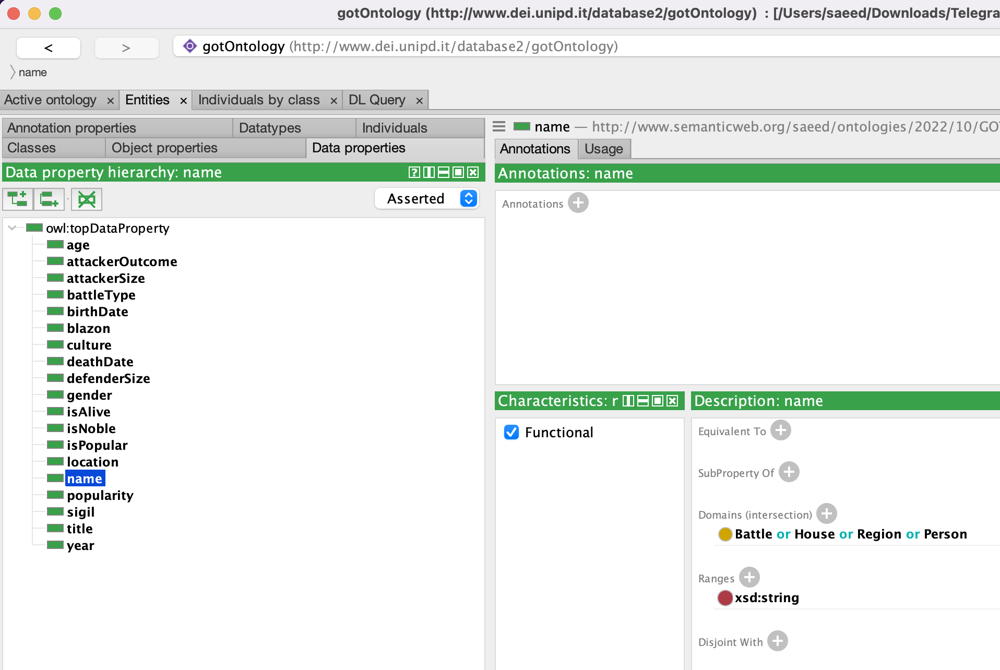 gotOntology (http://www.dei.unipd.it/database2/gotOntology) : [/Users/saeed/Downloads/Telegra
< > gotOntology (http://www.dei.unipd.it/database2/gotOntology)
name
Active ontology × Entities × Individuals by class × DL Query ×
Annotation properties Datatypes Individuals
Classes Object properties Data properties
Data property hierarchy: name
Asserted
owl:topDataProperty
age
attackerOutcome
attackerSize
battleType
birthDate
blazon
culture
deathDate
defenderSize
gender
isAlive
isNoble
isPopular
location
name
popularity
sigil
title
year
name — http://www.semanticweb.org/saeed/ontologies/2022/10/GO
Annotations Usage
Annotations: name
Annotations
Characteristics: r
Functional
Description: name
Equivalent To
SubProperty Of
Domains (intersection)
Battle or House or Region or Person
Ranges
xsd:string
Disjoint With